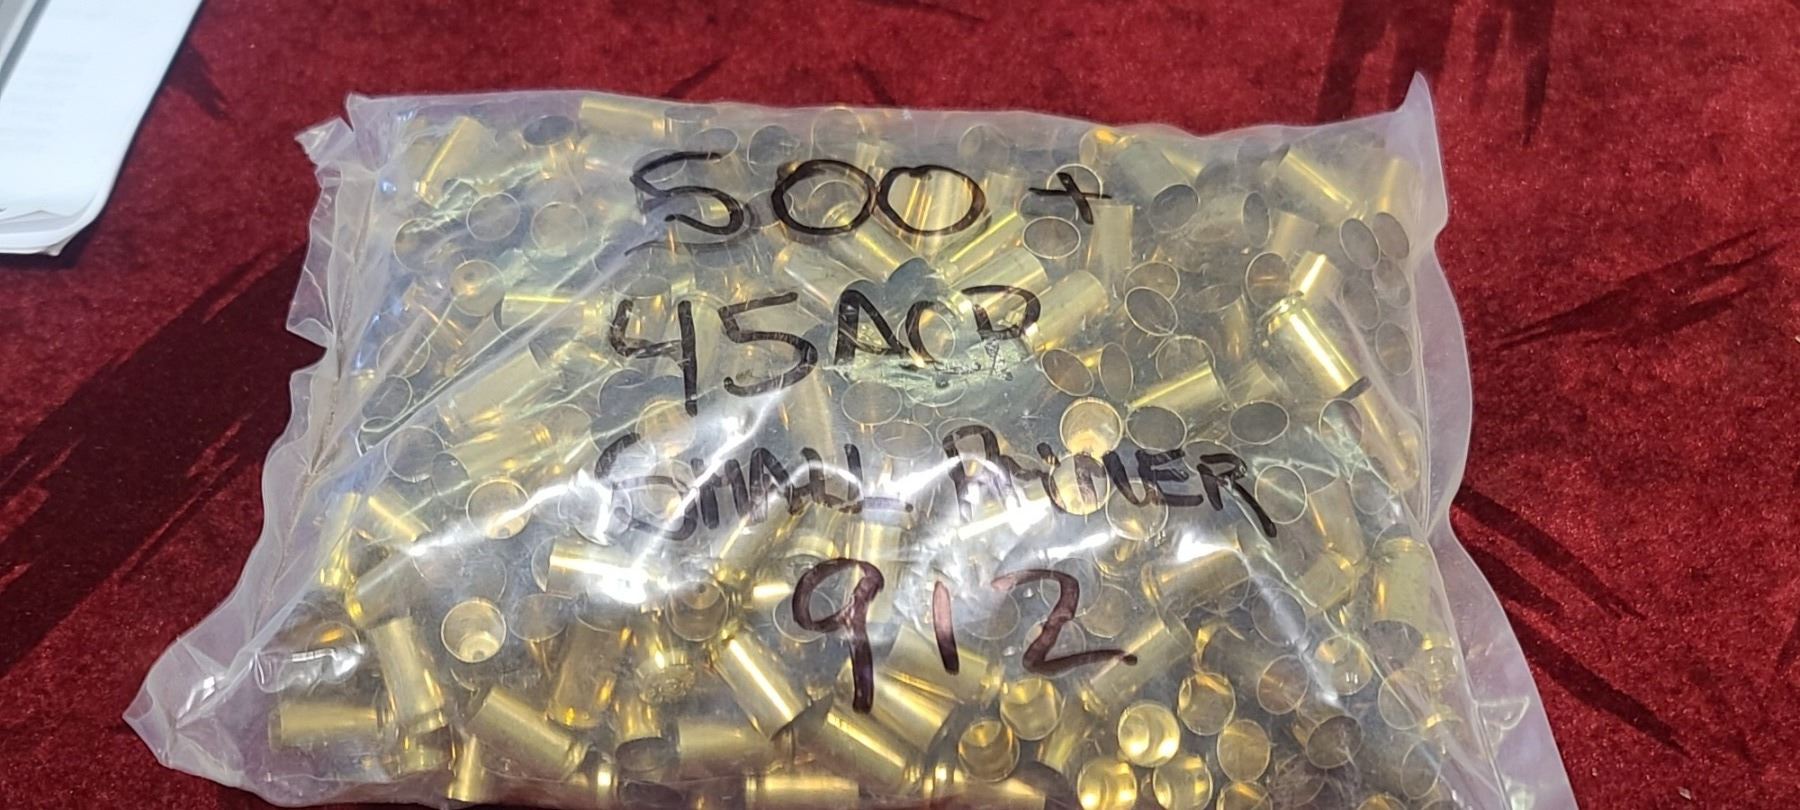 500+
45ACP
SMALL PRIMER
912